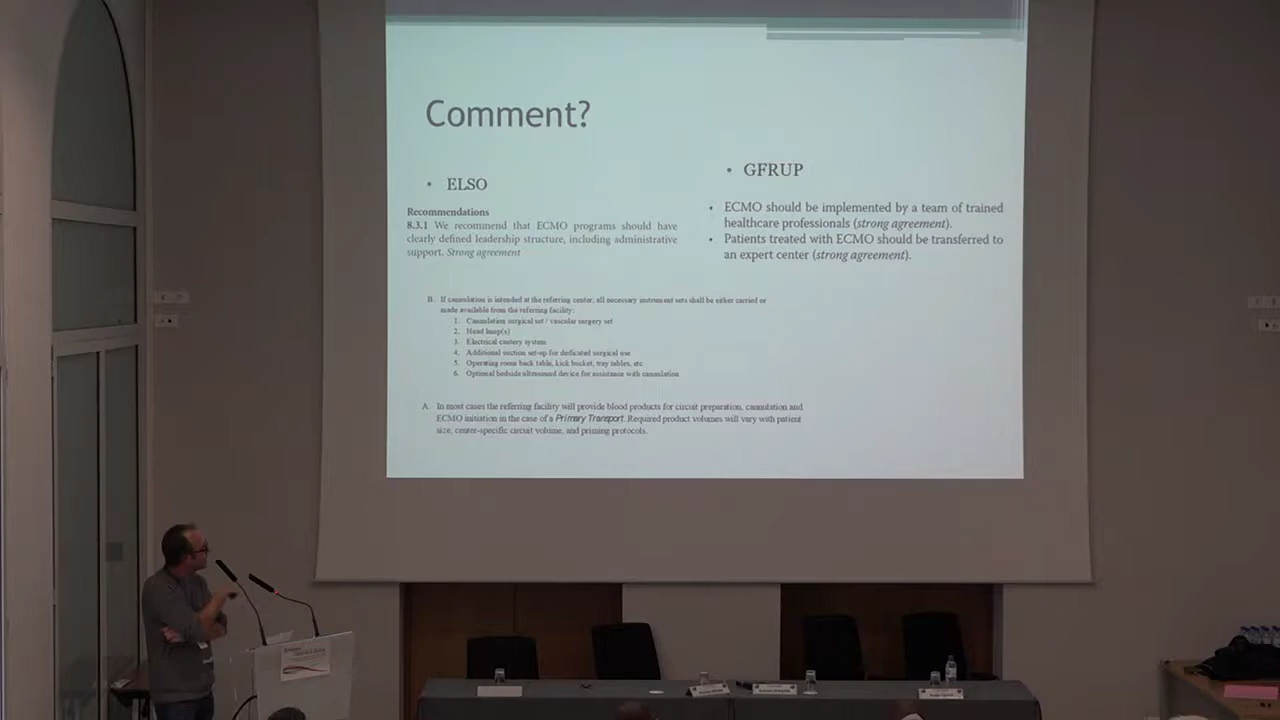 Comment?
• ELSO
Recommendations
8.3.1 We recommend that ECMO programs should have
clearly defined leadership structure, including administrative
support. Strong agreement
• GFRUP
• ECMO should be implemented by a team of trained
healthcare professionals (strong agreement).
• Patients treated with ECMO should be transferred to
an expert center (strong agreement).
B. If cannulation is intended at the referring center, all necessary instrument sets shall be either carried or
made available from the referring facility:
1. Cannulation surgical set / vascular surgery set
2. Head lamp(s)
3. Electrical cautery system
4. Additional suction set-up for dedicated surgical use
5. Operating room back table, kick bucket, tray tables, etc
6. Optional bedside ultrasound device for assistance with cannulation
A. In most cases the referring facility will provide blood products for circuit preparation, cannulation and
ECMO initiation in the case of a Primary Transport. Required product volumes will vary with patient
size, center-specific circuit volume, and priming protocols.